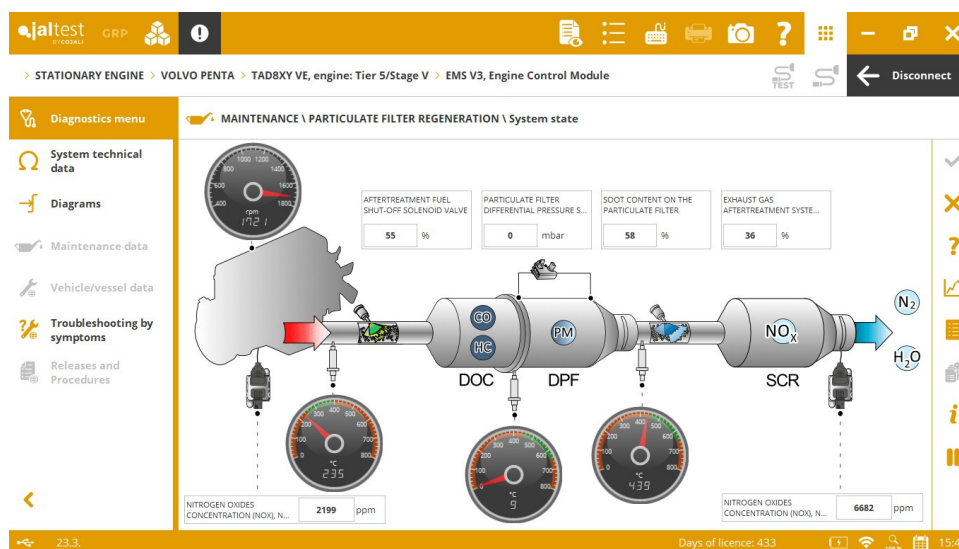 jaltest
BY COJALI
GRP
> STATIONARY ENGINE > VOLVO PENTA > TAD8XY VE, engine: Tier 5/Stage V > EMS V3, Engine Control Module
TEST
Disconnect
Diagnostics menu
MAINTENANCE \ PARTICULATE FILTER REGENERATION \ System state
System technical
data
Diagrams
Maintenance data
Vehicle/vessel data
Troubleshooting by
symptoms
Releases and
Procedures
400 600 800 1000 1200 1400 1600 1800
rpm
1721
AFTERTREATMENT FUEL
SHUT-OFF SOLENOID VALVE
55 %
PARTICULATE FILTER
DIFFERENTIAL PRESSURE S...
0 mbar
SOOT CONTENT ON THE
PARTICULATE FILTER
58 %
EXHAUST GAS
AFTERTREATMENT SYSTE...
36 %
CO
HC
PM
NOX
N2
H2O
DOC
DPF
SCR
0 100 200 300 400 500 600 700 800
°C
235
0 100 200 300 400 500 600 700 800
°C
9
0 100 200 300 400 500 600 700 800
°C
439
NITROGEN OXIDES
CONCENTRATION (NOX), N...
2199 ppm
NITROGEN OXIDES
CONCENTRATION (NOX), N...
6682 ppm
23.3.
Days of licence: 433
15:4